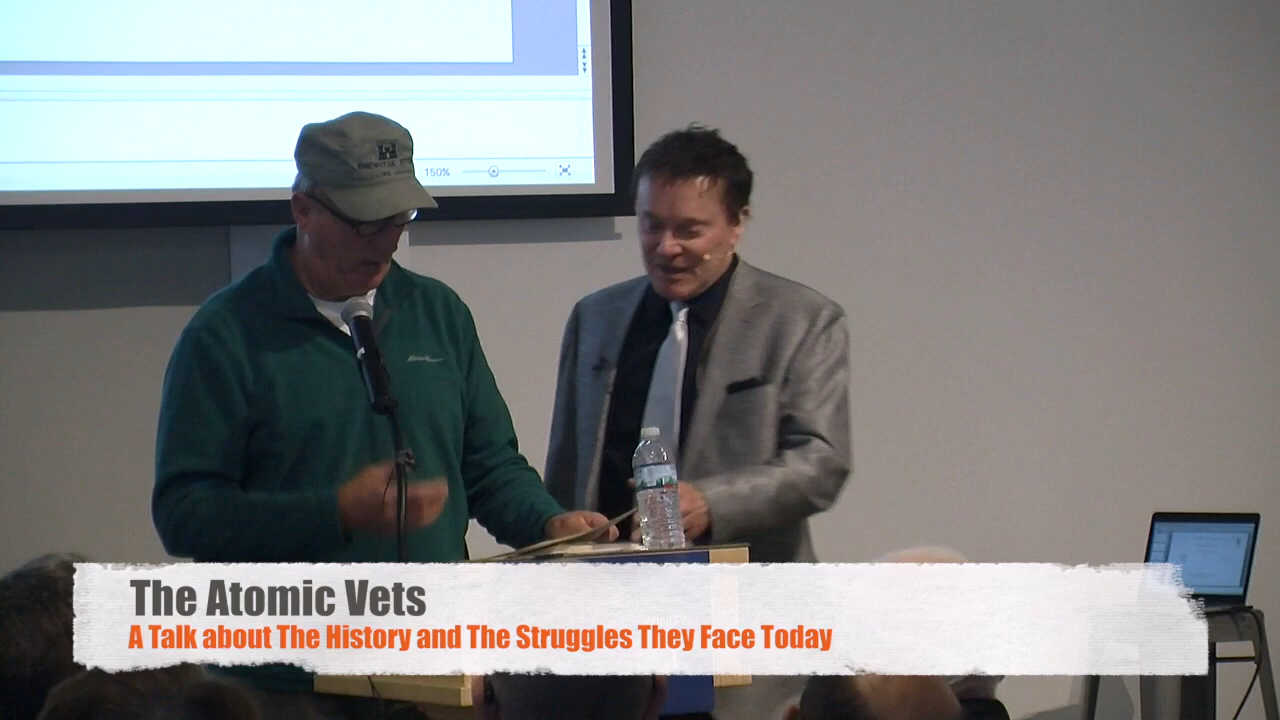 150%
The Atomic Vets
A Talk about The History and The Struggles They Face Today